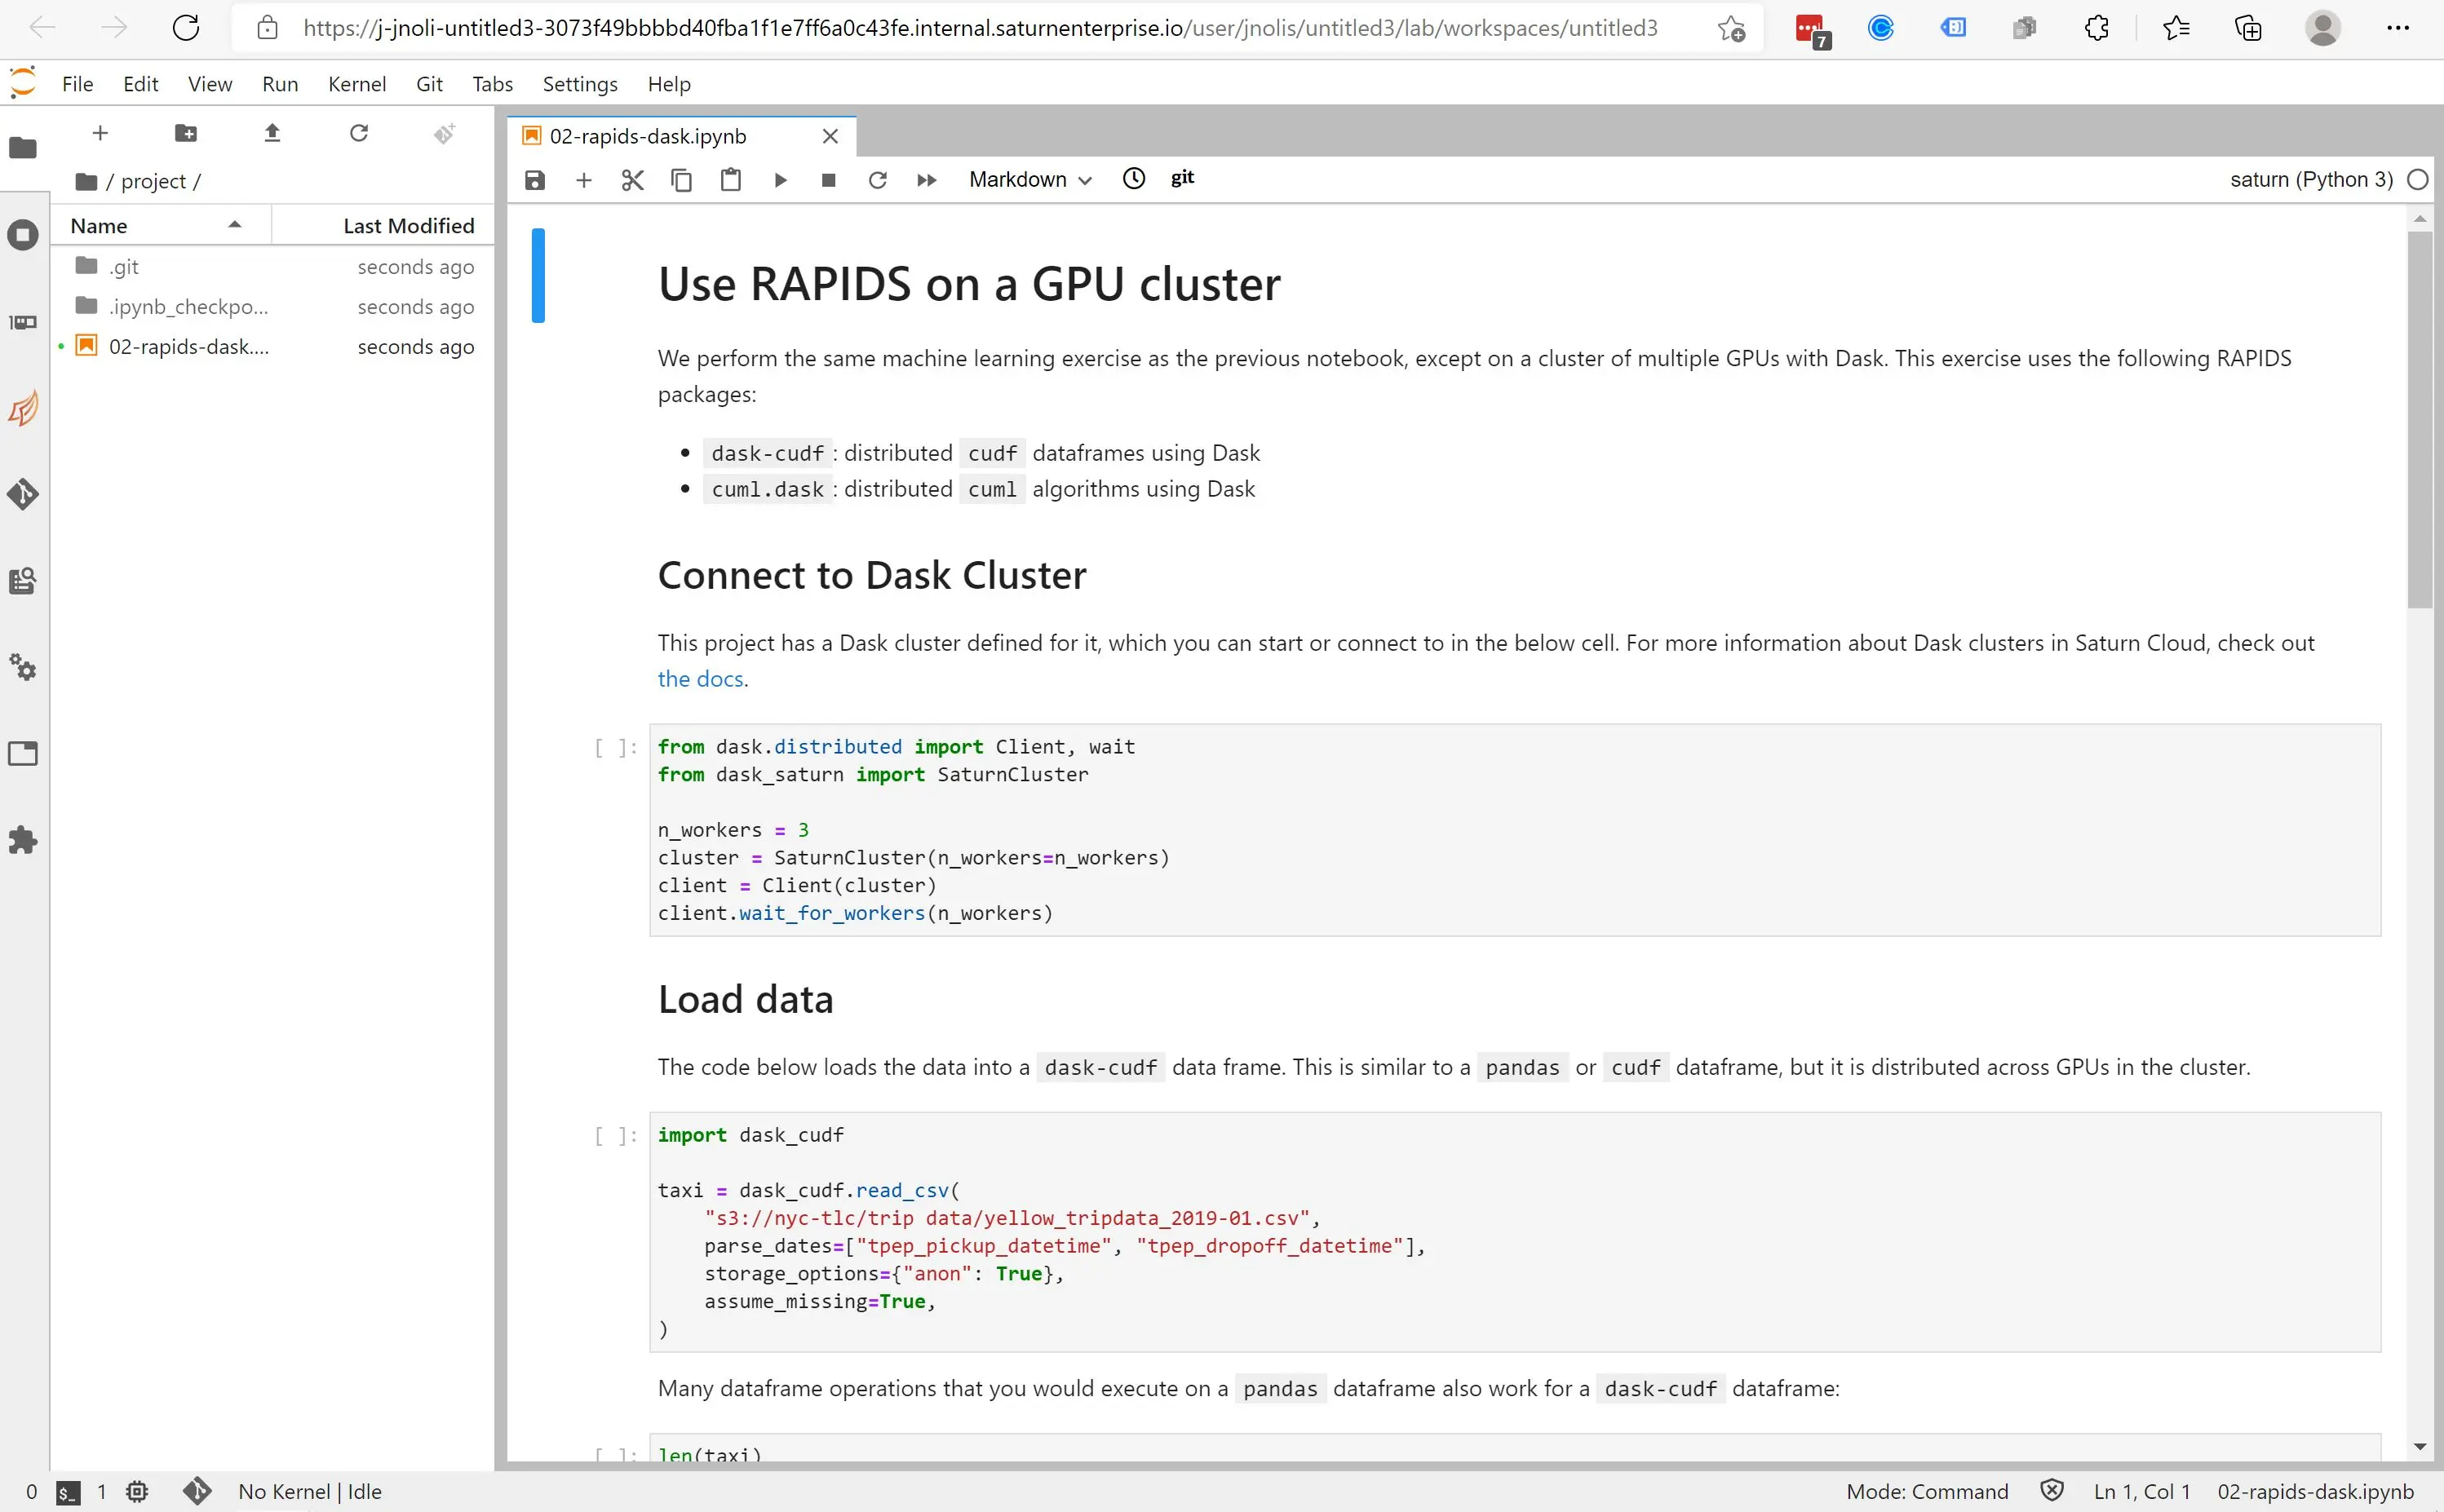 https://j-jnoli-untitled3-3073f49bbbbd40fba1f1e7ff6a0c43fe.internal.saturnenterprise.io/user/jnolis/untitled3/lab/workspaces/untitled3
7
File Edit View Run Kernel Git Tabs Settings Help
02-rapids-dask.ipynb
/ project /
Markdown git saturn (Python 3)
Name Last Modified
.git seconds ago
.ipynb_checkpo... seconds ago
02-rapids-dask.... seconds ago
Use RAPIDS on a GPU cluster
We perform the same machine learning exercise as the previous notebook, except on a cluster of multiple GPUs with Dask. This exercise uses the following RAPIDS
packages:
• dask-cudf : distributed cudf dataframes using Dask
• cuml.dask : distributed cuml algorithms using Dask
Connect to Dask Cluster
This project has a Dask cluster defined for it, which you can start or connect to in the below cell. For more information about Dask clusters in Saturn Cloud, check out
the docs.
[ ]: from dask.distributed import Client, wait
from dask_saturn import SaturnCluster
n_workers = 3
cluster = SaturnCluster(n_workers=n_workers)
client = Client(cluster)
client.wait_for_workers(n_workers)
Load data
The code below loads the data into a dask-cudf data frame. This is similar to a pandas or cudf dataframe, but it is distributed across GPUs in the cluster.
[ ]: import dask_cudf
taxi = dask_cudf.read_csv(
"s3://nyc-tlc/trip data/yellow_tripdata_2019-01.csv",
parse_dates=["tpep_pickup_datetime", "tpep_dropoff_datetime"],
storage_options={"anon": True},
assume_missing=True,
)
Many dataframe operations that you would execute on a pandas dataframe also work for a dask-cudf dataframe:
[ ]: len(taxi)
0 $_ 1 No Kernel | Idle Mode: Command Ln 1, Col 1 02-rapids-dask.ipynb